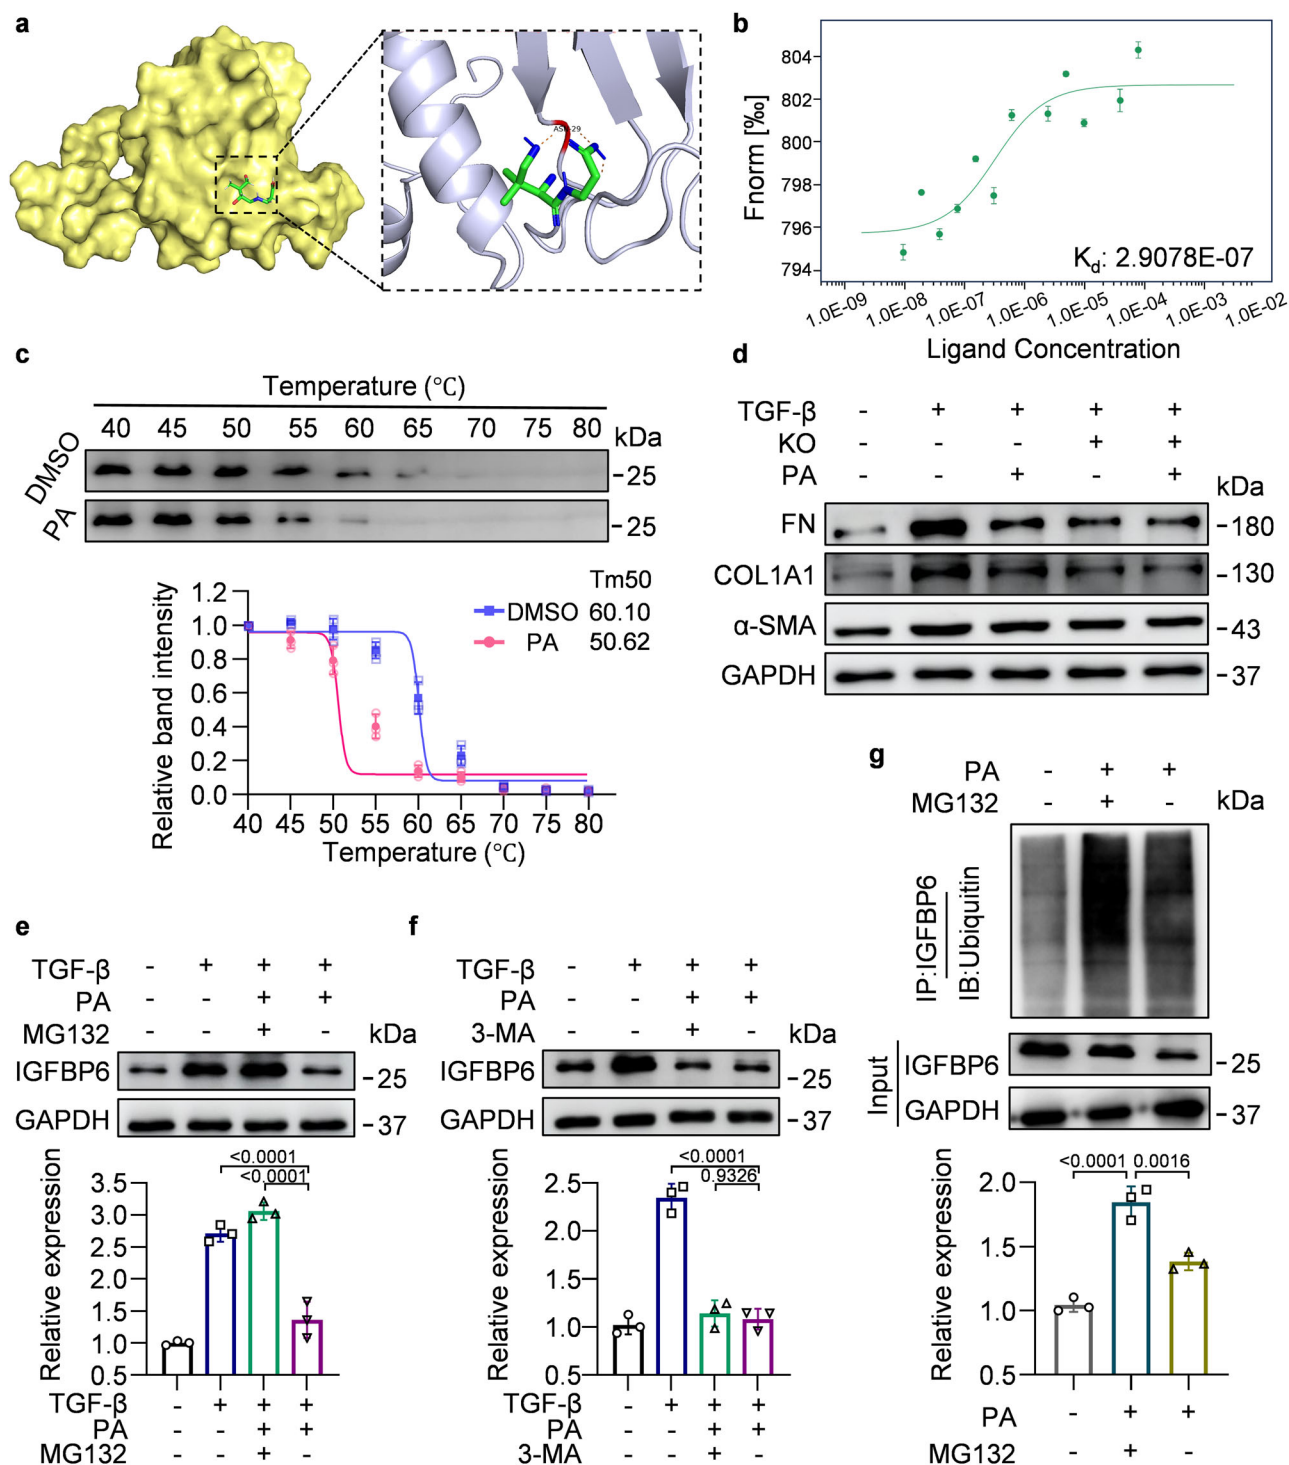 a
ASP-29
b
Fnorm [‰]
804
802
800
798
796
794
K_d: 2.9078E-07
1.0E-09 1.0E-08 1.0E-07 1.0E-06 1.0E-05 1.0E-04 1.0E-03 1.0E-02
Ligand Concentration
c
Temperature (℃)
40 45 50 55 60 65 70 75 80 kDa
DMSO -25
PA -25
Relative band intensity
1.2
1.0
0.8
0.6
0.4
0.2
0.0
Tm50
DMSO 60.10
PA 50.62
40 45 50 55 60 65 70 75 80
Temperature (℃)
d
TGF-β - + + + +
KO - - - + +
PA - - + - +
kDa
FN -180
COL1A1 -130
α-SMA -43
GAPDH -37
e
TGF-β - + + +
PA - - + +
MG132 - - + - kDa
IGFBP6 -25
GAPDH -37
Relative expression
3.5
3.0
2.5
2.0
1.5
1.0
0.5
<0.0001
<0.0001
TGF-β - + + +
PA - - + +
MG132 - - + -
f
TGF-β - + + +
PA - - + +
3-MA - - + - kDa
IGFBP6 -25
GAPDH -37
Relative expression
2.5
2.0
1.5
1.0
0.5
<0.0001
0.9326
TGF-β - + + +
PA - - + +
3-MA - - + -
g
PA - + +
MG132 - + - kDa
IP:IGFBP6
IB:Ubiquitin
Input
IGFBP6 -25
GAPDH -37
Relative expression
2.0
1.5
1.0
0.5
<0.0001 0.0016
PA - + +
MG132 - + -